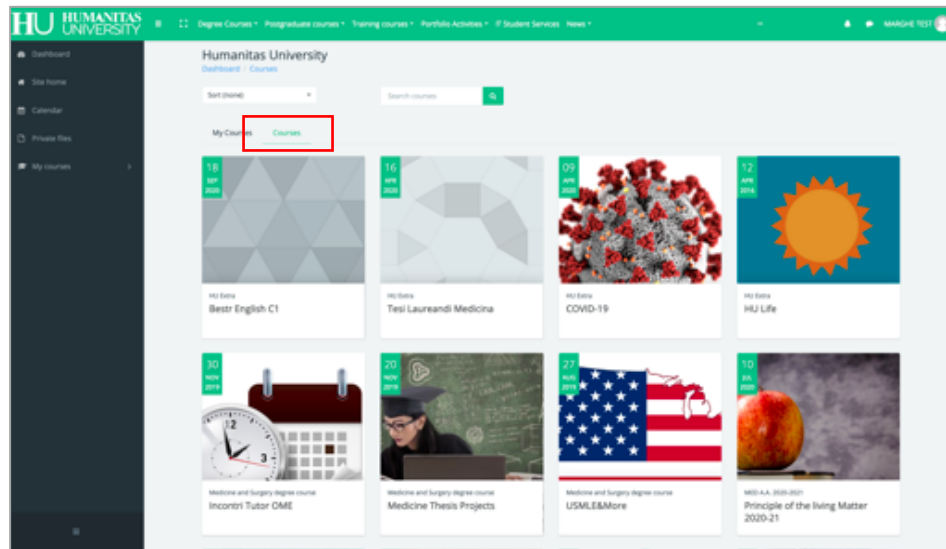 HU HUMANITAS UNIVERSITY
Degree Courses Postgraduate courses Training courses Portfolio Activities IT Student Services News
MARGHE TEST
Dashboard
Site home
Calendar
Private files
My courses
Humanitas University
Dashboard / Courses
Sort (none)
Search courses
My Courses Courses
18 SEP 2020
HU Extra
Bestr English C1
16 APR 2020
HU Extra
Tesi Laureandi Medicina
09 APR 2020
HU Extra
COVID-19
12 APR 2016
HU Extra
HU Life
30 NOV 2019
12
3
Medicine and Surgery degree course
Incontri Tutor OME
20 NOV 2019
Medicine and Surgery degree course
Medicine Thesis Projects
27 AUG 2019
Medicine and Surgery degree course
USMLE&More
10 JUL 2020
MED A.A. 2020-2021
Principle of the living Matter
2020-21